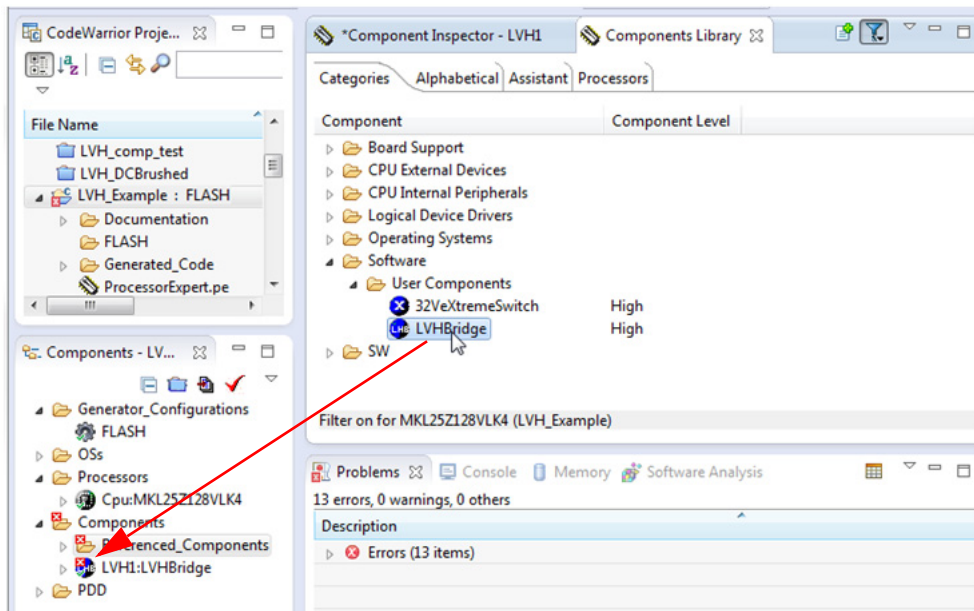 CodeWarrior Proje...
File Name
LVH_comp_test
LVH_DCBrushed
LVH_Example : FLASH
Documentation
FLASH
Generated_Code
ProcessorExpert.pe
Components - LV...
Generator_Configurations
FLASH
OSs
Processors
Cpu:MKL25Z128VLK4
Components
Referenced_Components
LVH1:LVHBridge
PDD
*Component Inspector - LVH1
Components Library
Categories Alphabetical Assistant Processors
Component Component Level
Board Support
CPU External Devices
CPU Internal Peripherals
Logical Device Drivers
Operating Systems
Software
User Components
32VeXtremeSwitch High
LVHBridge High
SW
Filter on for MKL25Z128VLK4 (LVH_Example)
Problems Console Memory Software Analysis
13 errors, 0 warnings, 0 others
Description
Errors (13 items)